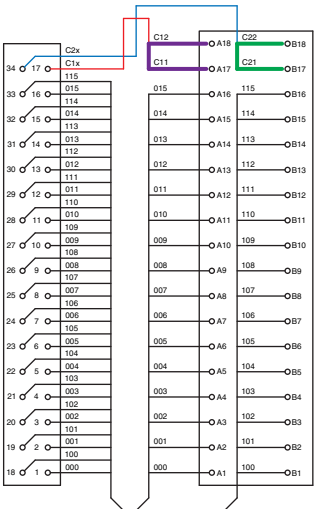 C12 A18 C22 B18
C2x
34 17 C1x C11 A17 C21 B17
115
33 16 015 015 A16 115 B16
114
32 15 014 014 A15 114 B15
113
31 14 013 013 A14 113 B14
112
30 13 012 012 A13 112 B13
111
29 12 011 011 A12 111 B12
110
28 11 010 010 A11 110 B11
109
27 10 009 009 A10 109 B10
108
26 9 008 008 A9 108 B9
107
25 8 007 007 A8 107 B8
106
24 7 006 006 A7 106 B7
105
23 6 005 005 A6 105 B6
104
22 5 004 004 A5 104 B5
103
21 4 003 003 A4 103 B4
102
20 3 002 002 A3 102 B3
101
19 2 001 001 A2 101 B2
100
18 1 000 000 A1 100 B1